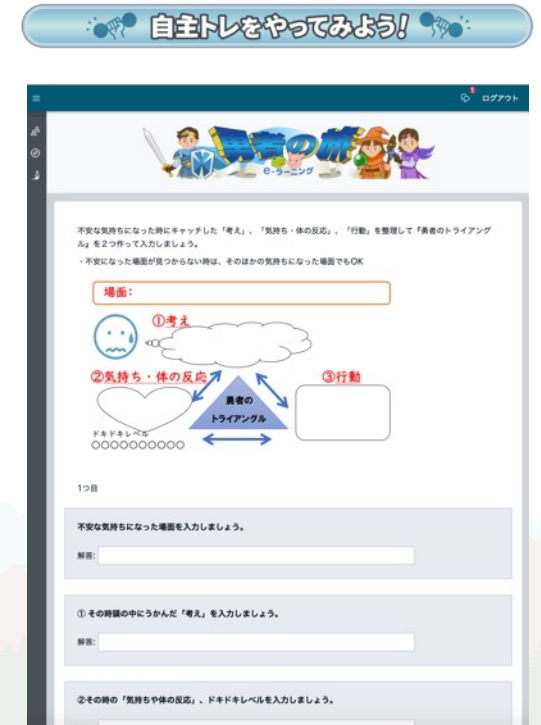 自主トレをやってみよう!
1
ログアウト
勇者の旅
e-ラーニング
不安な気持ちになった時にキャッチした「考え」、「気持ち・体の反応」、「行動」を整理して『勇者のトライアング
ル』を2つ作って入力しましょう。
・不安になった場面が見つからない時は、そのほかの気持ちになった場面でもOK
場面:
①考え
②気持ち・体の反応
③行動
勇者の
トライアングル
ドキドキレベル
○○○○○○○○○○
1つ目
不安な気持ちになった場面を入力しましょう。
解答:
① その時頭の中にうかんだ「考え」を入力しましょう。
解答:
②その時の「気持ちや体の反応」、ドキドキレベルを入力しましょう。